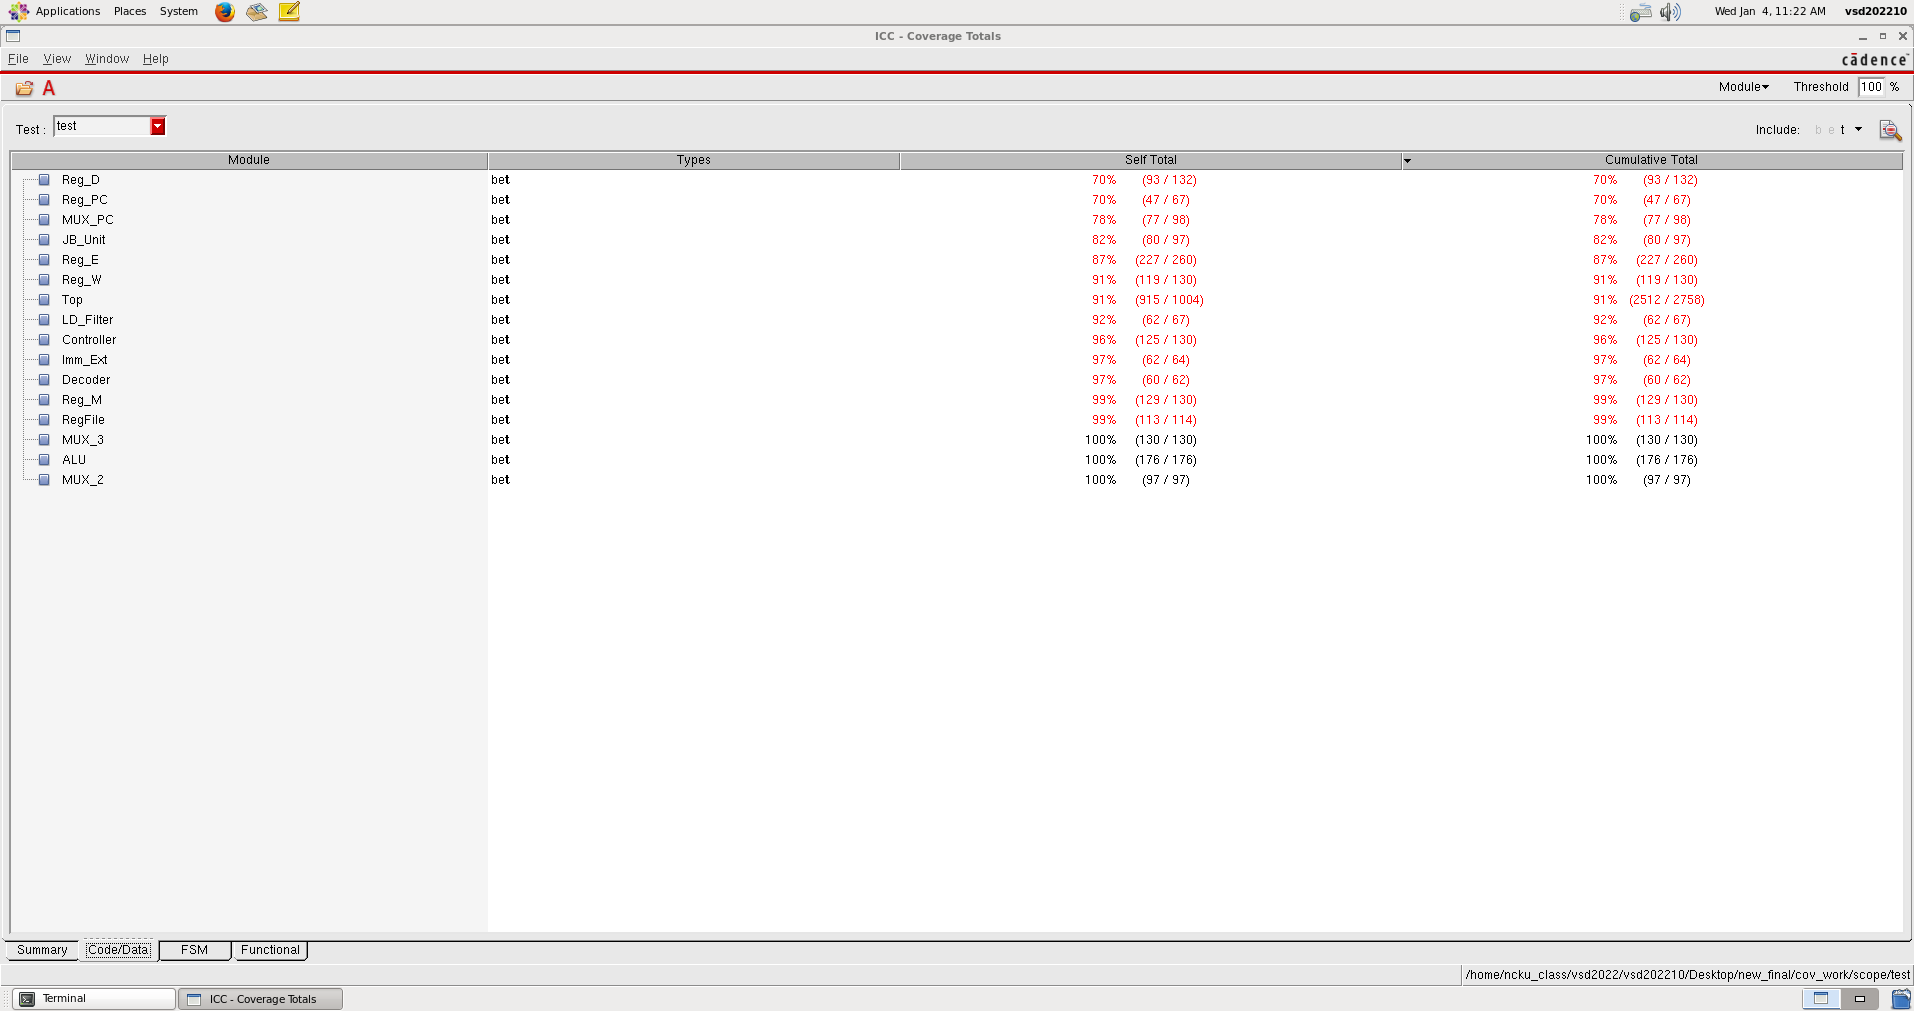 Applications Places System Wed Jan 4, 11:22 AM vsd202210
ICC - Coverage Totals
File View Window Help cādence™
A Module Threshold 100 %
Test : test Include: b e t
Module Types Self Total Cumulative Total
Reg_D bet 70% (93 / 132) 70% (93 / 132)
Reg_PC bet 70% (47 / 67) 70% (47 / 67)
MUX_PC bet 78% (77 / 98) 78% (77 / 98)
JB_Unit bet 82% (80 / 97) 82% (80 / 97)
Reg_E bet 87% (227 / 260) 87% (227 / 260)
Reg_W bet 91% (119 / 130) 91% (119 / 130)
Top bet 91% (915 / 1004) 91% (2512 / 2758)
LD_Filter bet 92% (62 / 67) 92% (62 / 67)
Controller bet 96% (125 / 130) 96% (125 / 130)
Imm_Ext bet 97% (62 / 64) 97% (62 / 64)
Decoder bet 97% (60 / 62) 97% (60 / 62)
Reg_M bet 99% (129 / 130) 99% (129 / 130)
RegFile bet 99% (113 / 114) 99% (113 / 114)
MUX_3 bet 100% (130 / 130) 100% (130 / 130)
ALU bet 100% (176 / 176) 100% (176 / 176)
MUX_2 bet 100% (97 / 97) 100% (97 / 97)
Summary Code/Data FSM Functional
/home/ncku_class/vsd2022/vsd202210/Desktop/new_final/cov_work/scope/test
Terminal ICC - Coverage Totals